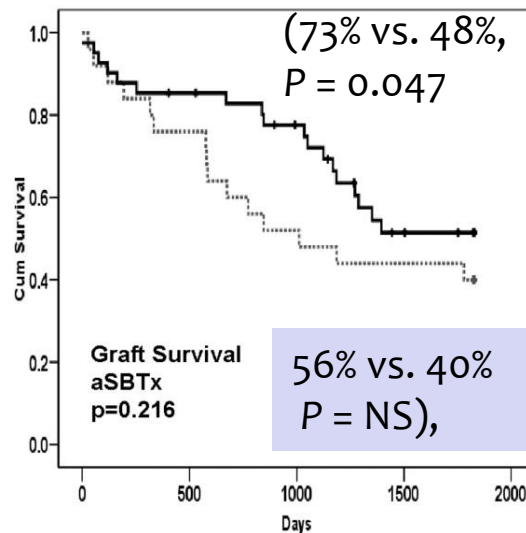 (73% vs. 48%,
P = 0.047
1.0
0.8
0.6
0.4
0.2
0.0
Cum Survival
Graft Survival
aSBTx
p=0.216
56% vs. 40%
P = NS),
0
500
1000
1500
2000
Days